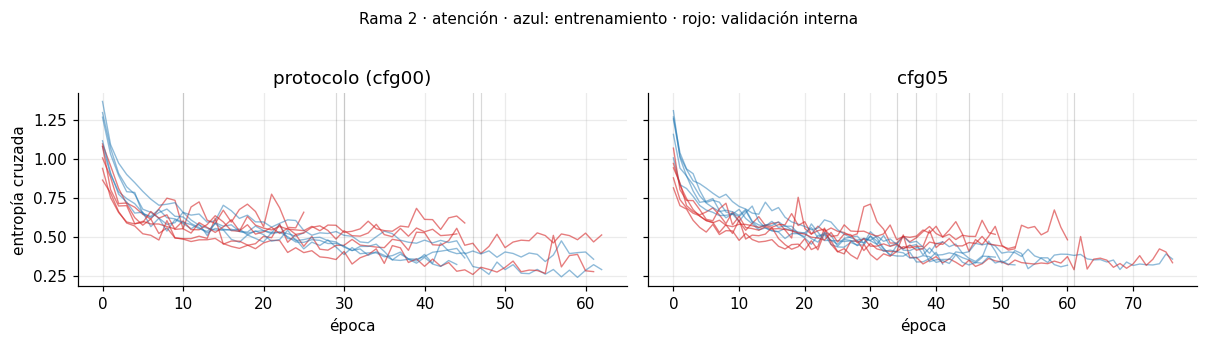 Rama 2 · atención · azul: entrenamiento · rojo: validación interna
protocolo (cfg00)
cfg05
entropía cruzada
1.25
1.00
0.75
0.50
0.25
0 10 20 30 40 50 60
0 10 20 30 40 50 60 70
época
época